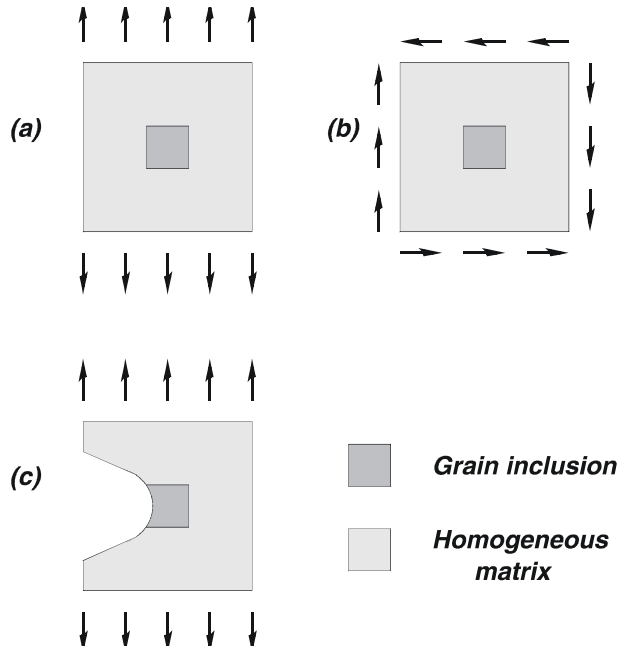 (a)
(b)
(c)
Grain inclusion
Homogeneous
matrix